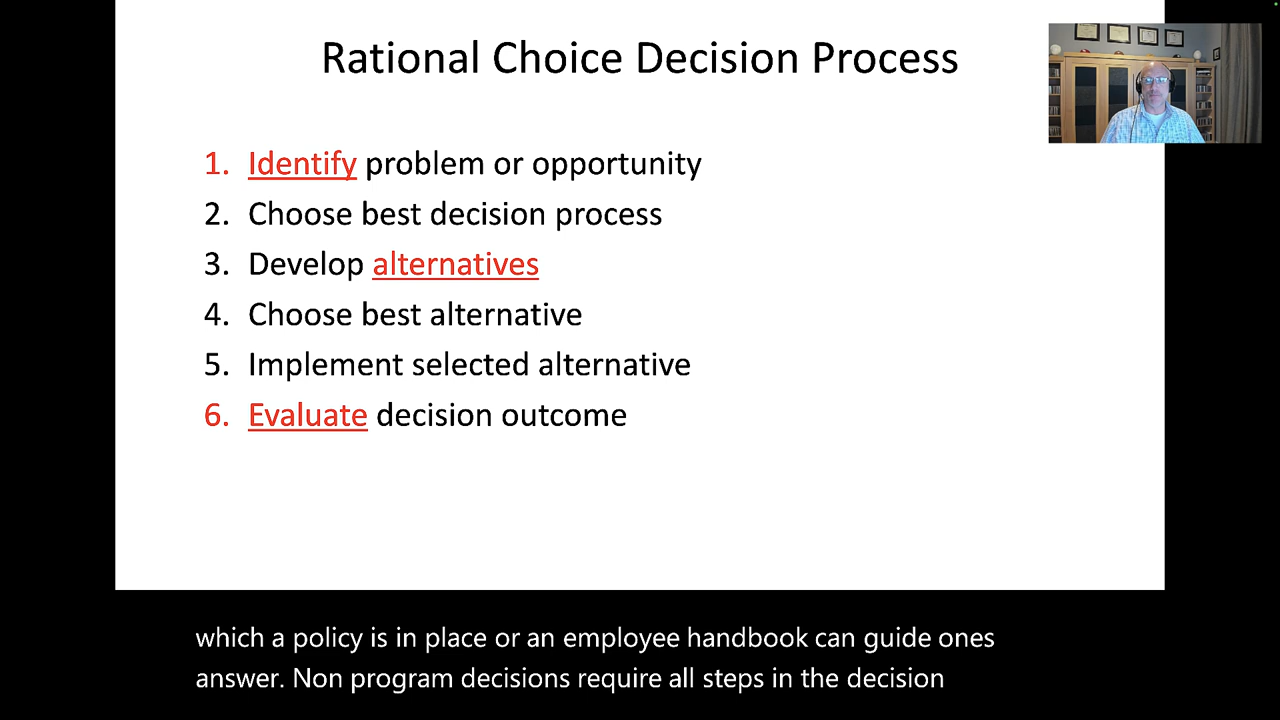 Rational Choice Decision Process
1. Identify problem or opportunity
2. Choose best decision process
3. Develop alternatives
4. Choose best alternative
5. Implement selected alternative
6. Evaluate decision outcome
which a policy is in place or an employee handbook can guide ones
answer. Non program decisions require all steps in the decision